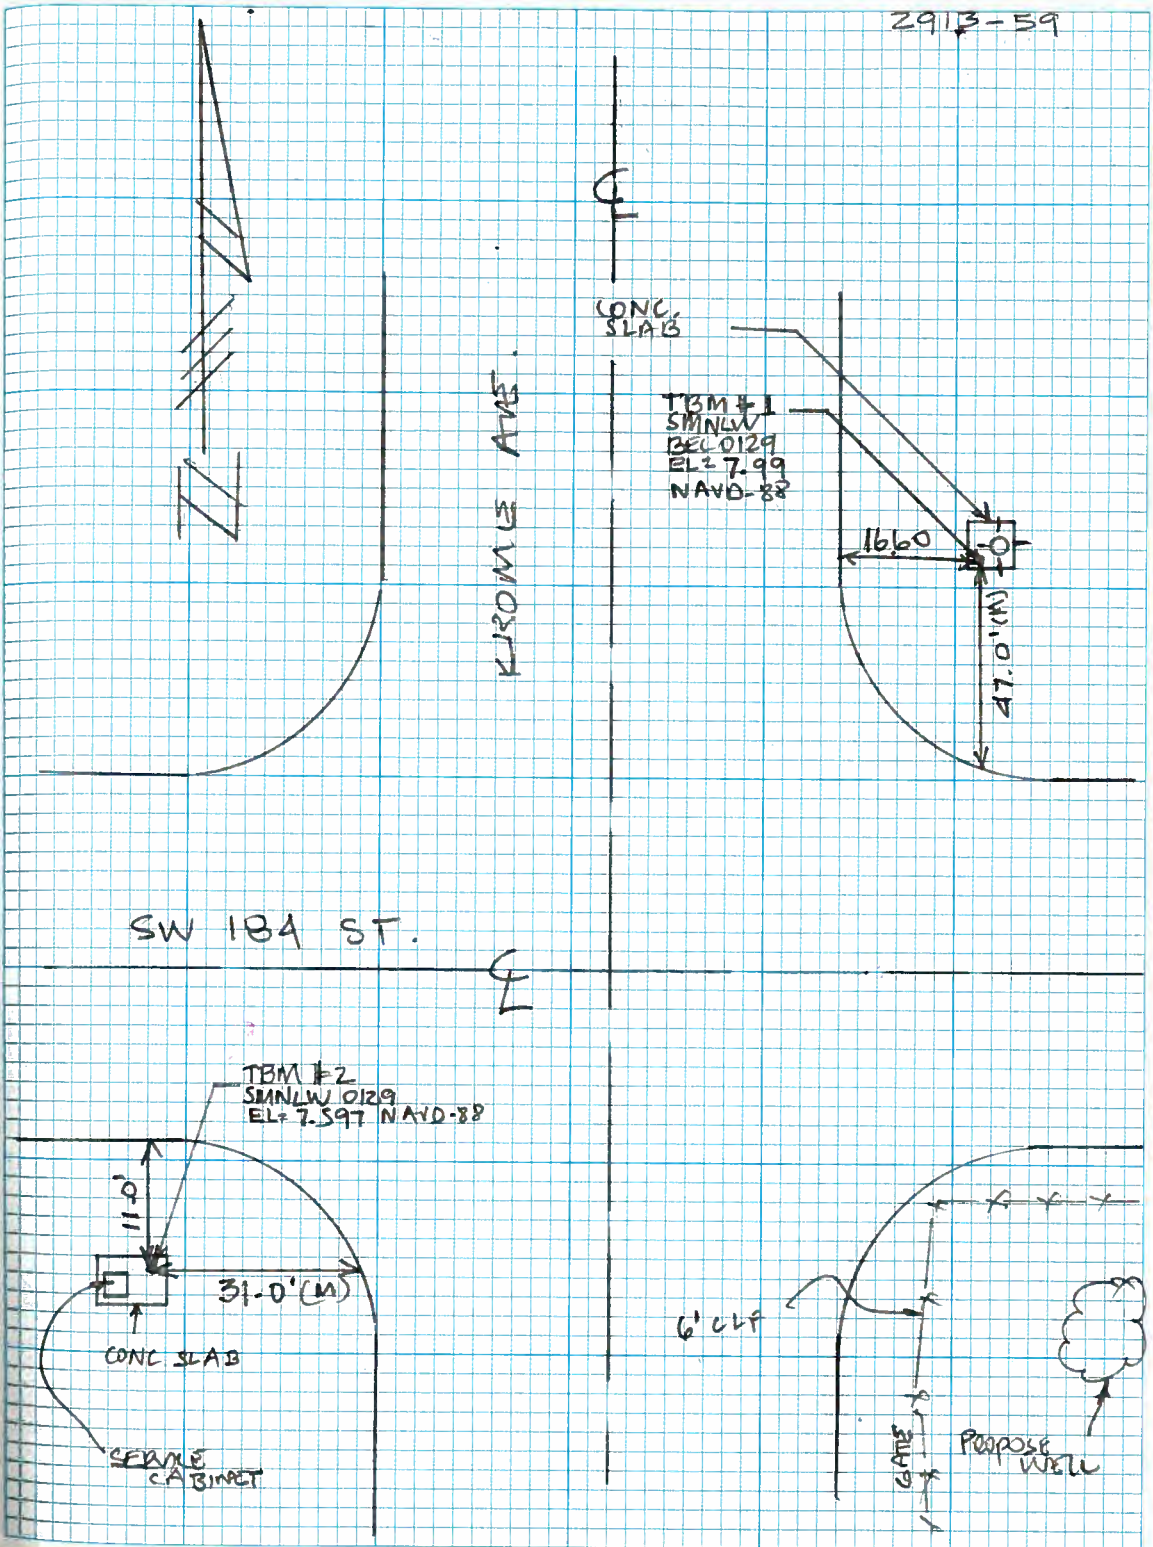 2913-59
N
CONC.
SLAB
TBM #1
SMNLW
BEL 0129
EL= 7.99
NAVD-88
KROME AVE.
16.60
47.0'(M)
SW 184 ST.
TBM #2
SMNLW 0129
EL= 7.597 NAVD-88
11.0'
31.0'(M)
CONC SLAB
SERVICE
CABINET
6' CLF
GATE
PROPOSE
WELL